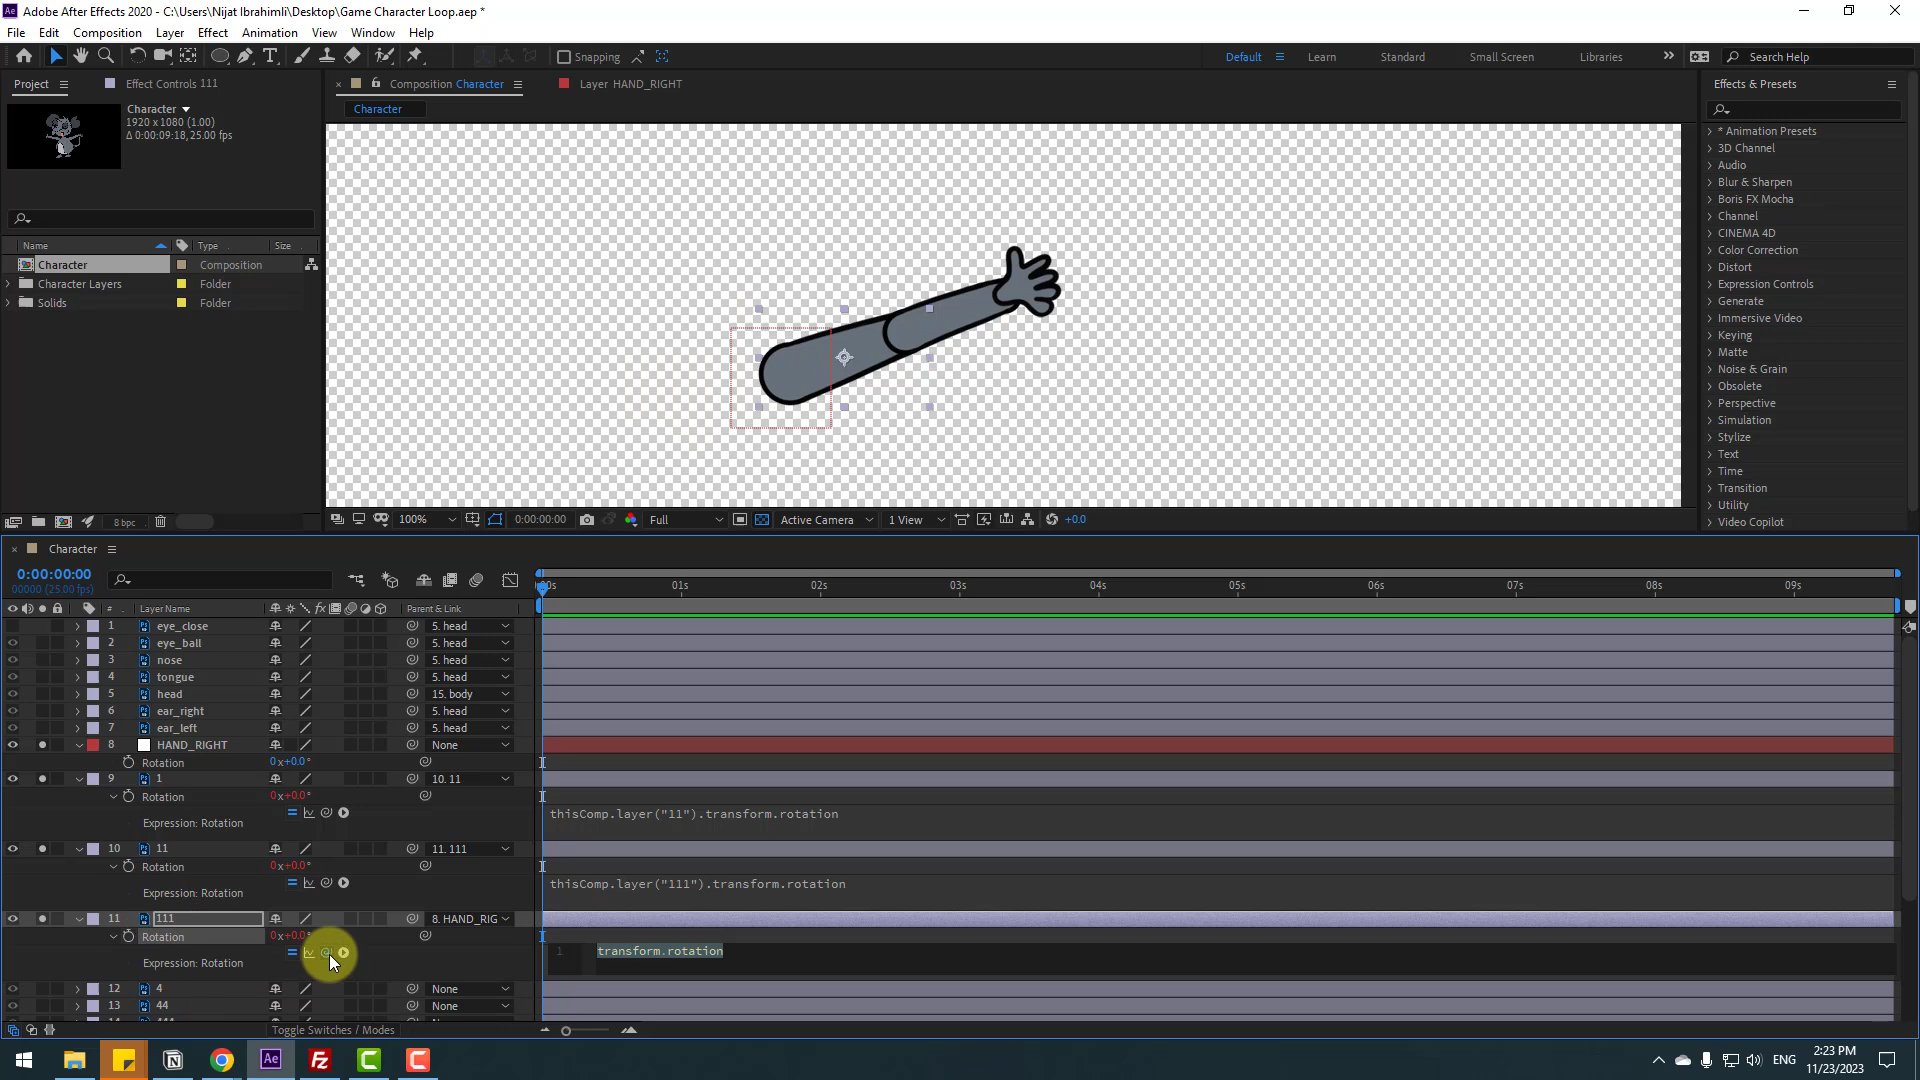 Adobe After Effects 2020 - C:\Users\Nijat Ibrahimli\Desktop\Game Character Loop.aep *
File Edit Composition Layer Effect Animation View Window Help
Snapping
Default Learn Standard Small Screen Libraries Search Help
Project Effect Controls 111
Composition Character Layer HAND_RIGHT
Effects & Presets
Character
1920 x 1080 (1.00)
Δ 0:00:09:18, 25.00 fps
Character
Name Type Size
Character Composition
Character Layers Folder
Solids Folder
8 bpc
* Animation Presets
3D Channel
Audio
Blur & Sharpen
Boris FX Mocha
Channel
CINEMA 4D
Color Correction
Distort
Expression Controls
Generate
Immersive Video
Keying
Matte
Noise & Grain
Obsolete
Perspective
Simulation
Stylize
Text
Time
Transition
Utility
Video Copilot
100% 0:00:00:00 Full Active Camera 1 View +0.0
Character
0:00:00:00
00000 (25.00 fps)
# Layer Name Parent & Link
01s 02s 03s 04s 05s 06s 07s 08s 09s
1 eye_close 5. head
2 eye_ball 5. head
3 nose 5. head
4 tongue 5. head
5 head 15. body
6 ear_right 5. head
7 ear_left 5. head
8 HAND_RIGHT None
Rotation 0x+0.0°
9 1 10. 11
Rotation 0x+0.0°
Expression: Rotation thisComp.layer("11").transform.rotation
10 11 11. 111
Rotation 0x+0.0°
Expression: Rotation thisComp.layer("111").transform.rotation
11 111 8. HAND_RIG
Rotation 0x+0.0°
Expression: Rotation 1 transform.rotation
12 4 None
13 44 None
Toggle Switches / Modes
ENG
2:23 PM
11/23/2023